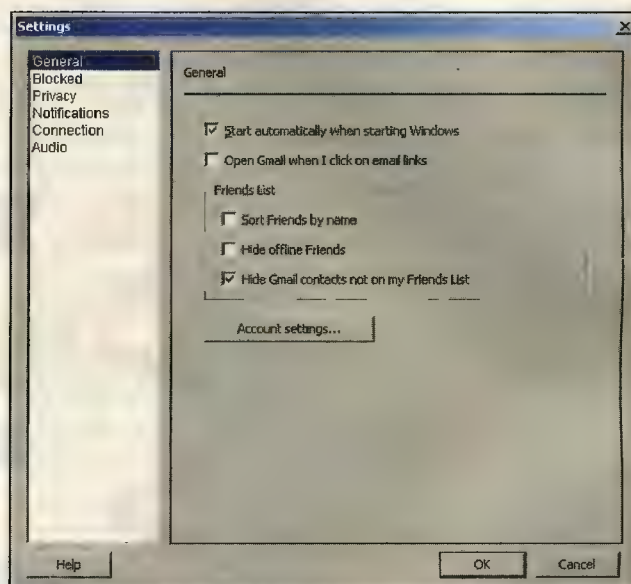 Settings
General
Blocked
Privacy
Notifications
Connection
Audio
General
Start automatically when starting Windows
Open Gmail when I click on email links
Friends List
Sort Friends by name
Hide offline Friends
Hide Gmail contacts not on my Friends List
Account settings...
Help
OK
Cancel